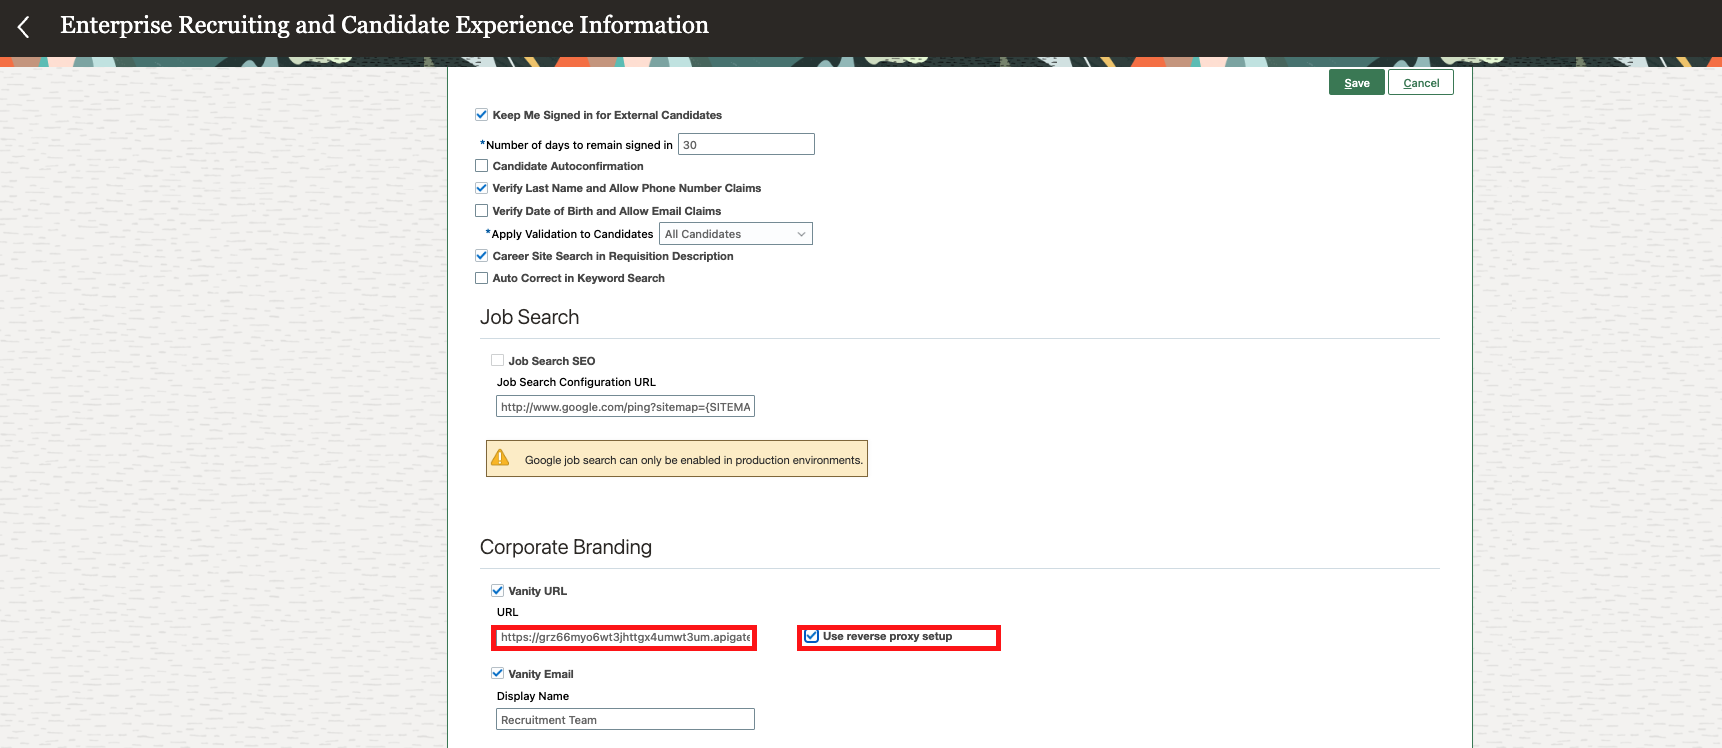 Enterprise Recruiting and Candidate Experience Information
Save Cancel
Keep Me Signed in for External Candidates
*Number of days to remain signed in 30
Candidate Autoconfirmation
Verify Last Name and Allow Phone Number Claims
Verify Date of Birth and Allow Email Claims
*Apply Validation to Candidates All Candidates
Career Site Search in Requisition Description
Auto Correct in Keyword Search
Job Search
Job Search SEO
Job Search Configuration URL
http://www.google.com/ping?sitemap={SITEMA
Google job search can only be enabled in production environments.
Corporate Branding
Vanity URL
URL
https://grz66myo6wt3jhttgx4umwt3um.apigate Use reverse proxy setup
Vanity Email
Display Name
Recruitment Team